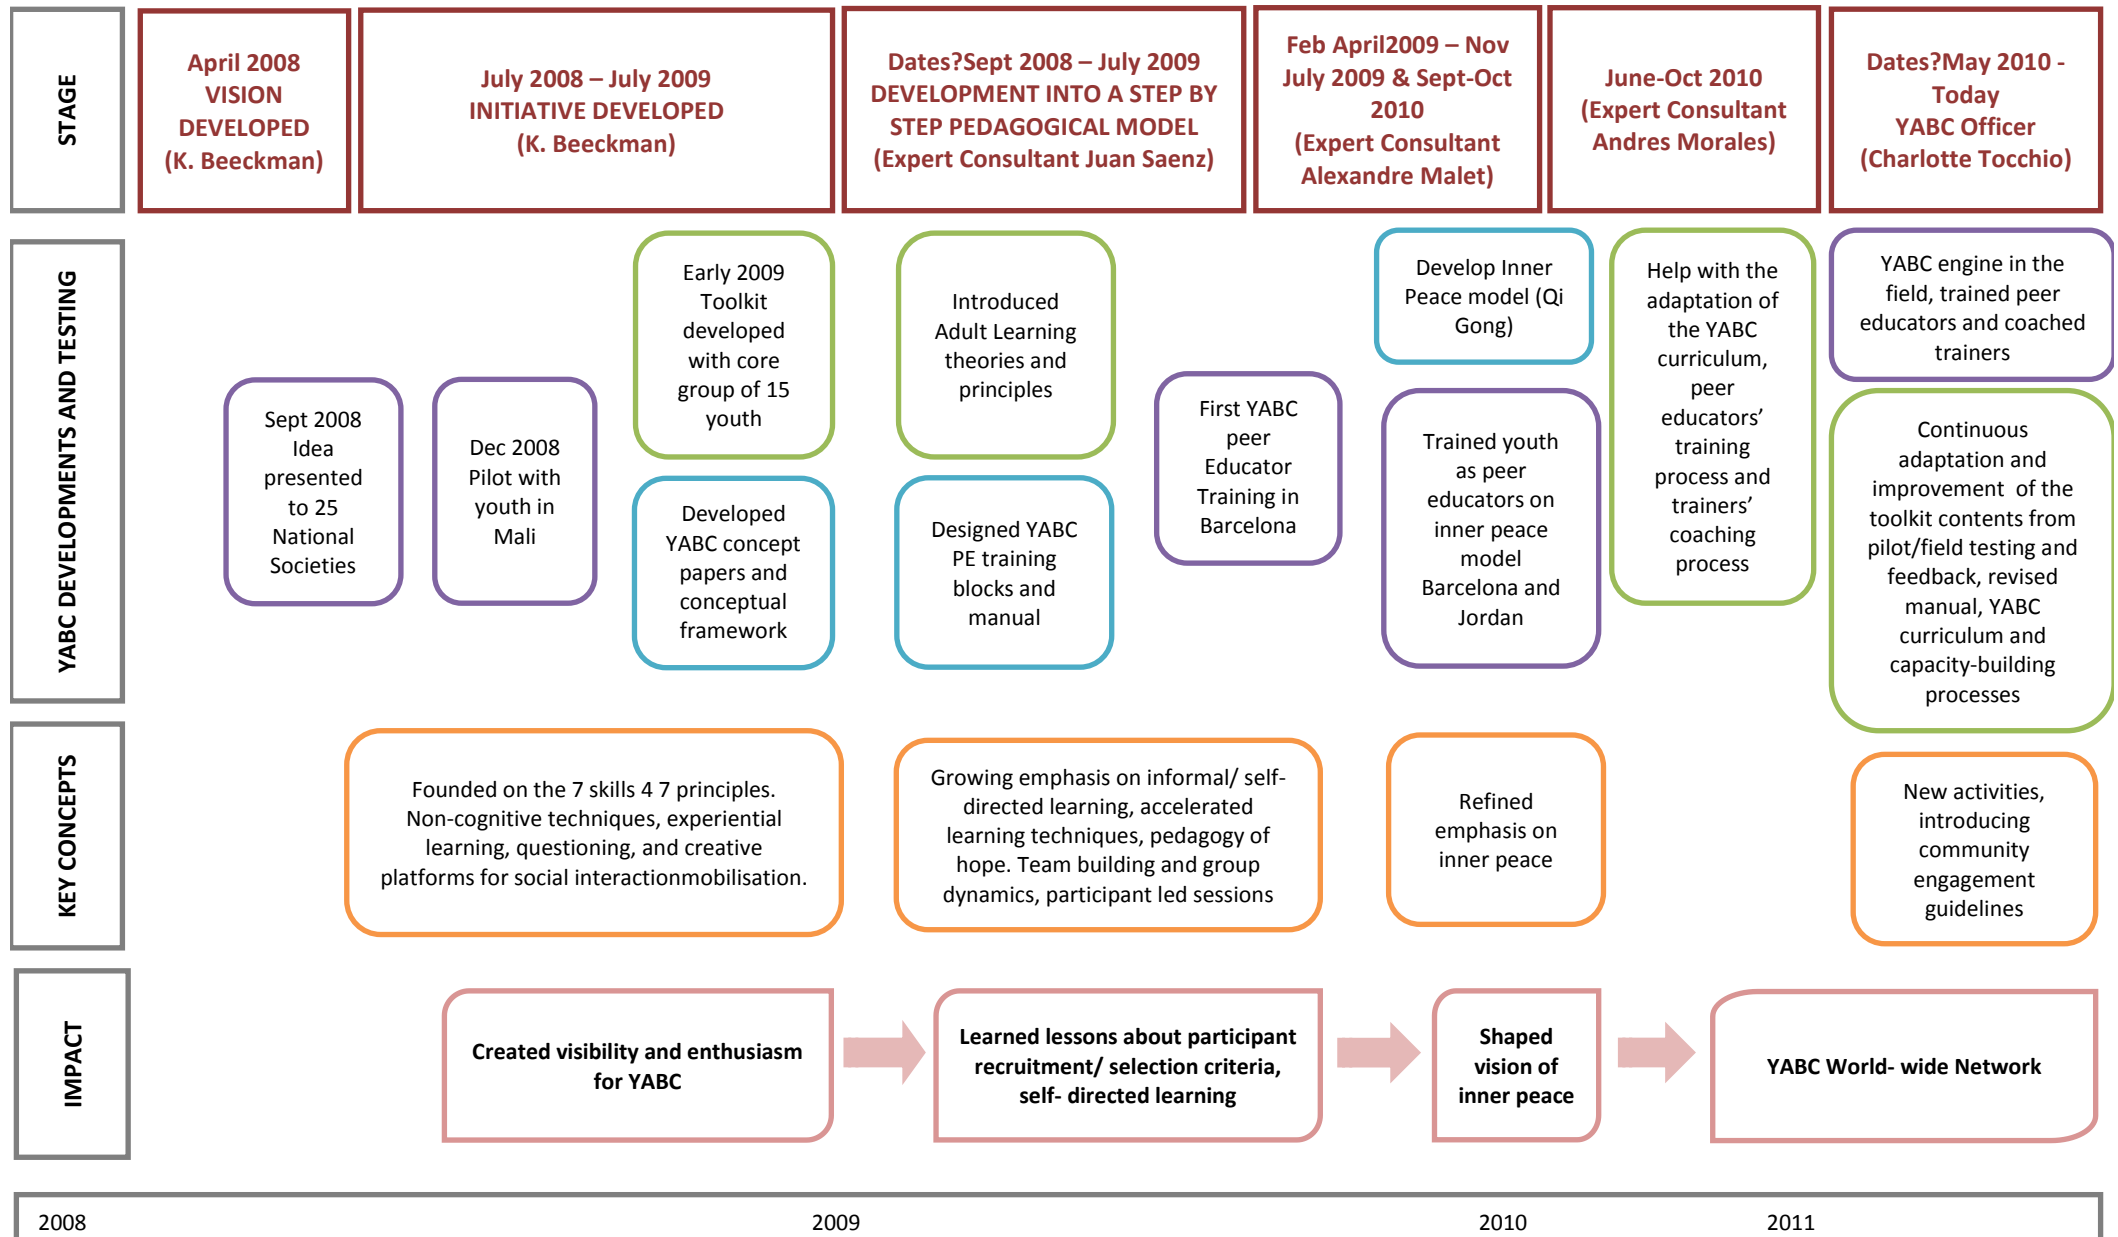 STAGE
April 2008
VISION
DEVELOPED
(K. Beeckman)
July 2008 – July 2009
INITIATIVE DEVELOPED
(K. Beeckman)
Dates?Sept 2008 – July 2009
DEVELOPMENT INTO A STEP BY
STEP PEDAGOGICAL MODEL
(Expert Consultant Juan Saenz)
Feb April2009 – Nov
July 2009 & Sept-Oct
2010
(Expert Consultant
Alexandre Malet)
June-Oct 2010
(Expert Consultant
Andres Morales)
Dates?May 2010 -
Today
YABC Officer
(Charlotte Tocchio)
YABC DEVELOPMENTS AND TESTING
Sept 2008
Idea
presented
to 25
National
Societies
Dec 2008
Pilot with
youth in
Mali
Early 2009
Toolkit
developed
with core
group of 15
youth
Developed
YABC concept
papers and
conceptual
framework
Introduced
Adult Learning
theories and
principles
Designed YABC
PE training
blocks and
manual
First YABC
peer
Educator
Training in
Barcelona
Develop Inner
Peace model (Qi
Gong)
Trained youth
as peer
educators on
inner peace
model
Barcelona and
Jordan
Help with the
adaptation of
the YABC
curriculum,
peer
educators’
training
process and
trainers’
coaching
process
YABC engine in the
field, trained peer
educators and coached
trainers
Continuous
adaptation and
improvement of the
toolkit contents from
pilot/field testing and
feedback, revised
manual, YABC
curriculum and
capacity-building
processes
KEY CONCEPTS
Founded on the 7 skills 4 7 principles.
Non-cognitive techniques, experiential
learning, questioning, and creative
platforms for social interactionmobilisation.
Growing emphasis on informal/ self-
directed learning, accelerated
learning techniques, pedagogy of
hope. Team building and group
dynamics, participant led sessions
Refined
emphasis on
inner peace
New activities,
introducing
community
engagement
guidelines
IMPACT
Created visibility and enthusiasm
for YABC
Learned lessons about participant
recruitment/ selection criteria,
self- directed learning
Shaped
vision of
inner peace
YABC World- wide Network
2008
2009
2010
2011